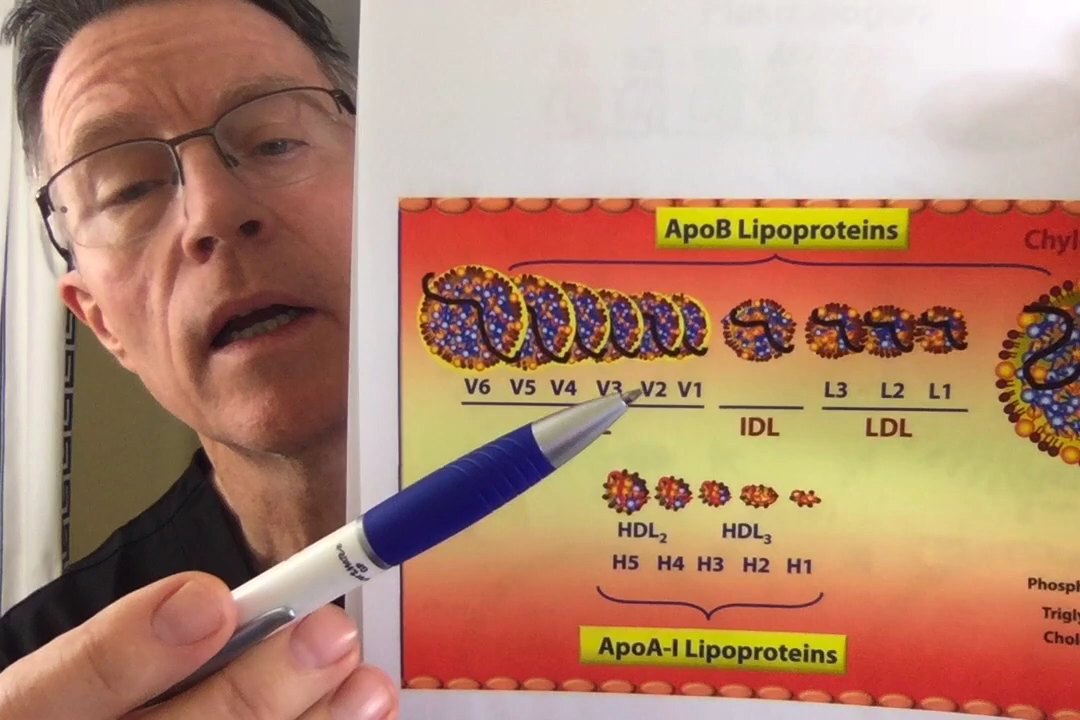 ApoB Lipoproteins
Chyl
V6 V5 V4 V3 V2 V1
L3 L2 L1
IDL
LDL
HDL2 HDL3
H5 H4 H3 H2 H1
Phosph
Trigly
Chol
ApoA-I Lipoproteins